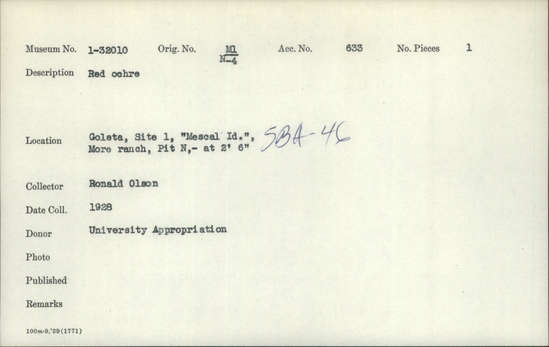 Museum No. 1-32010 Orig. No. M1/N-4 Acc. No. 633 No. Pieces 1
Description Red ochre
Location Goleta, Site 1, "Mescal Id.", SBA-46
More ranch, Pit N,- at 2' 6"
Collector Ronald Olson
Date Coll. 1928
Donor University Appropriation
Photo
Published
Remarks
100m-9,'29(1771)